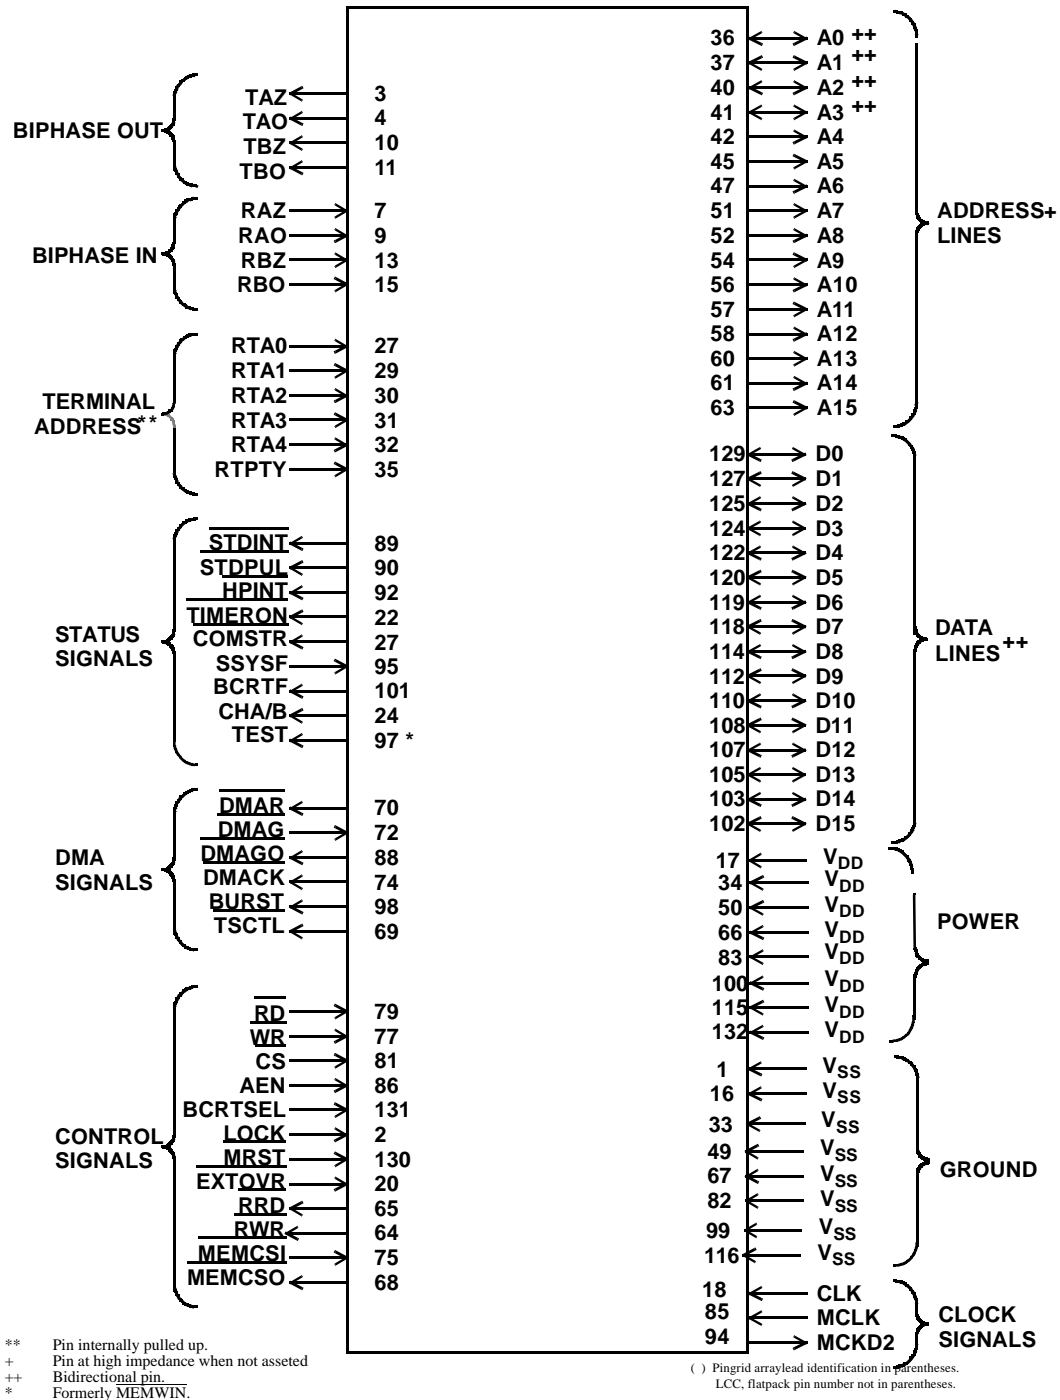 BIPHASE OUT
TAZ 3
TAO 4
TBZ 10
TBO 11
BIPHASE IN
RAZ 7
RAO 9
RBZ 13
RBO 15
TERMINAL
ADDRESS**
RTA0 27
RTA1 29
RTA2 30
RTA3 31
RTA4 32
RTPTY 35
STATUS
SIGNALS
STDINT 89
STDPUL 90
HPINT 92
TIMERON 22
COMSTR 27
SSYSF 95
BCRTF 101
CHA/B 24
TEST 97 *
DMA
SIGNALS
DMAR 70
DMAG 72
DMAGO 88
DMACK 74
BURST 98
TSCTL 69
CONTROL
SIGNALS
RD 79
WR 77
CS 81
AEN 86
BCRTSEL 131
LOCK 2
MRST 130
EXTOVR 20
RRD 65
RWR 64
MEMCSI 75
MEMCSO 68
36 A0 ++
37 A1 ++
40 A2 ++
41 A3 ++
42 A4
45 A5
47 A6
51 A7
52 A8
54 A9
56 A10
57 A11
58 A12
60 A13
61 A14
63 A15
ADDRESS+
LINES
129 D0
127 D1
125 D2
124 D3
122 D4
120 D5
119 D6
118 D7
114 D8
112 D9
110 D10
108 D11
107 D12
105 D13
103 D14
102 D15
DATA
LINES++
17 VDD
34 VDD
50 VDD
66 VDD
83 VDD
100 VDD
115 VDD
132 VDD
POWER
1 VSS
16 VSS
33 VSS
49 VSS
67 VSS
82 VSS
99 VSS
116 VSS
GROUND
18 CLK
85 MCLK
94 MCKD2
CLOCK
SIGNALS
** Pin internally pulled up.
+ Pin at high impedance when not asseted
++ Bidirectional pin.
* Formerly MEMWIN.
( ) Pingrid arraylead identification in parentheses.
LCC, flatpack pin number not in parentheses.